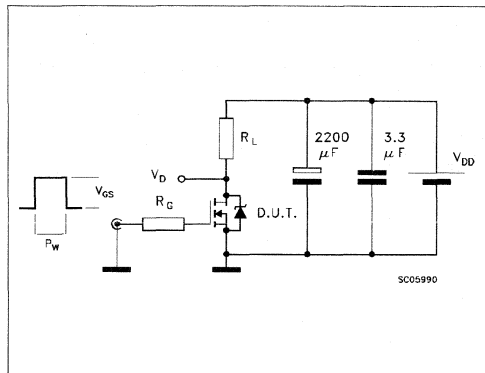 R_L
2200
μF
3.3
μF
V_DD
V_D
V_GS
R_G
D.U.T.
P_W
SC05990